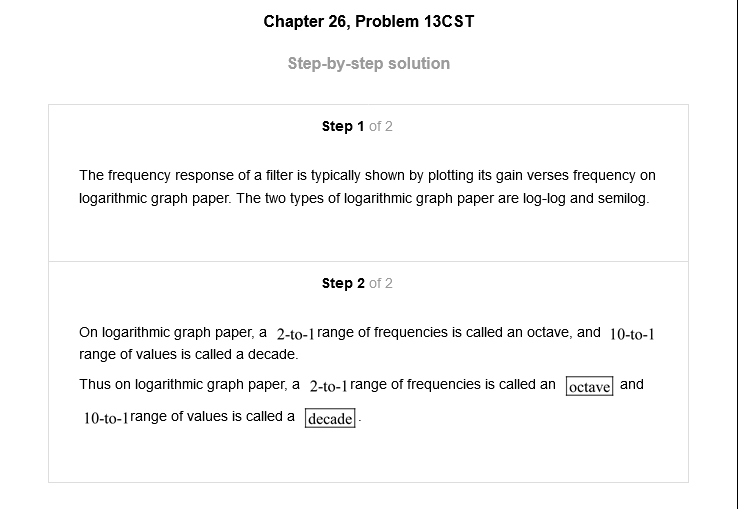 Chapter 26, Problem 13CST
Step-by-step solution
Step 1 of 2
The frequency response of a filter is typically shown by plotting its gain verses frequency on
logarithmic graph paper. The two types of logarithmic graph paper are log-log and semilog.
Step 2 of 2
On logarithmic graph paper, a 2-to-1 range of frequencies is called an octave, and 10-to-1
range of values is called a decade.
Thus on logarithmic graph paper, a 2-to-1 range of frequencies is called an octave and
10-to-1 range of values is called a decade.